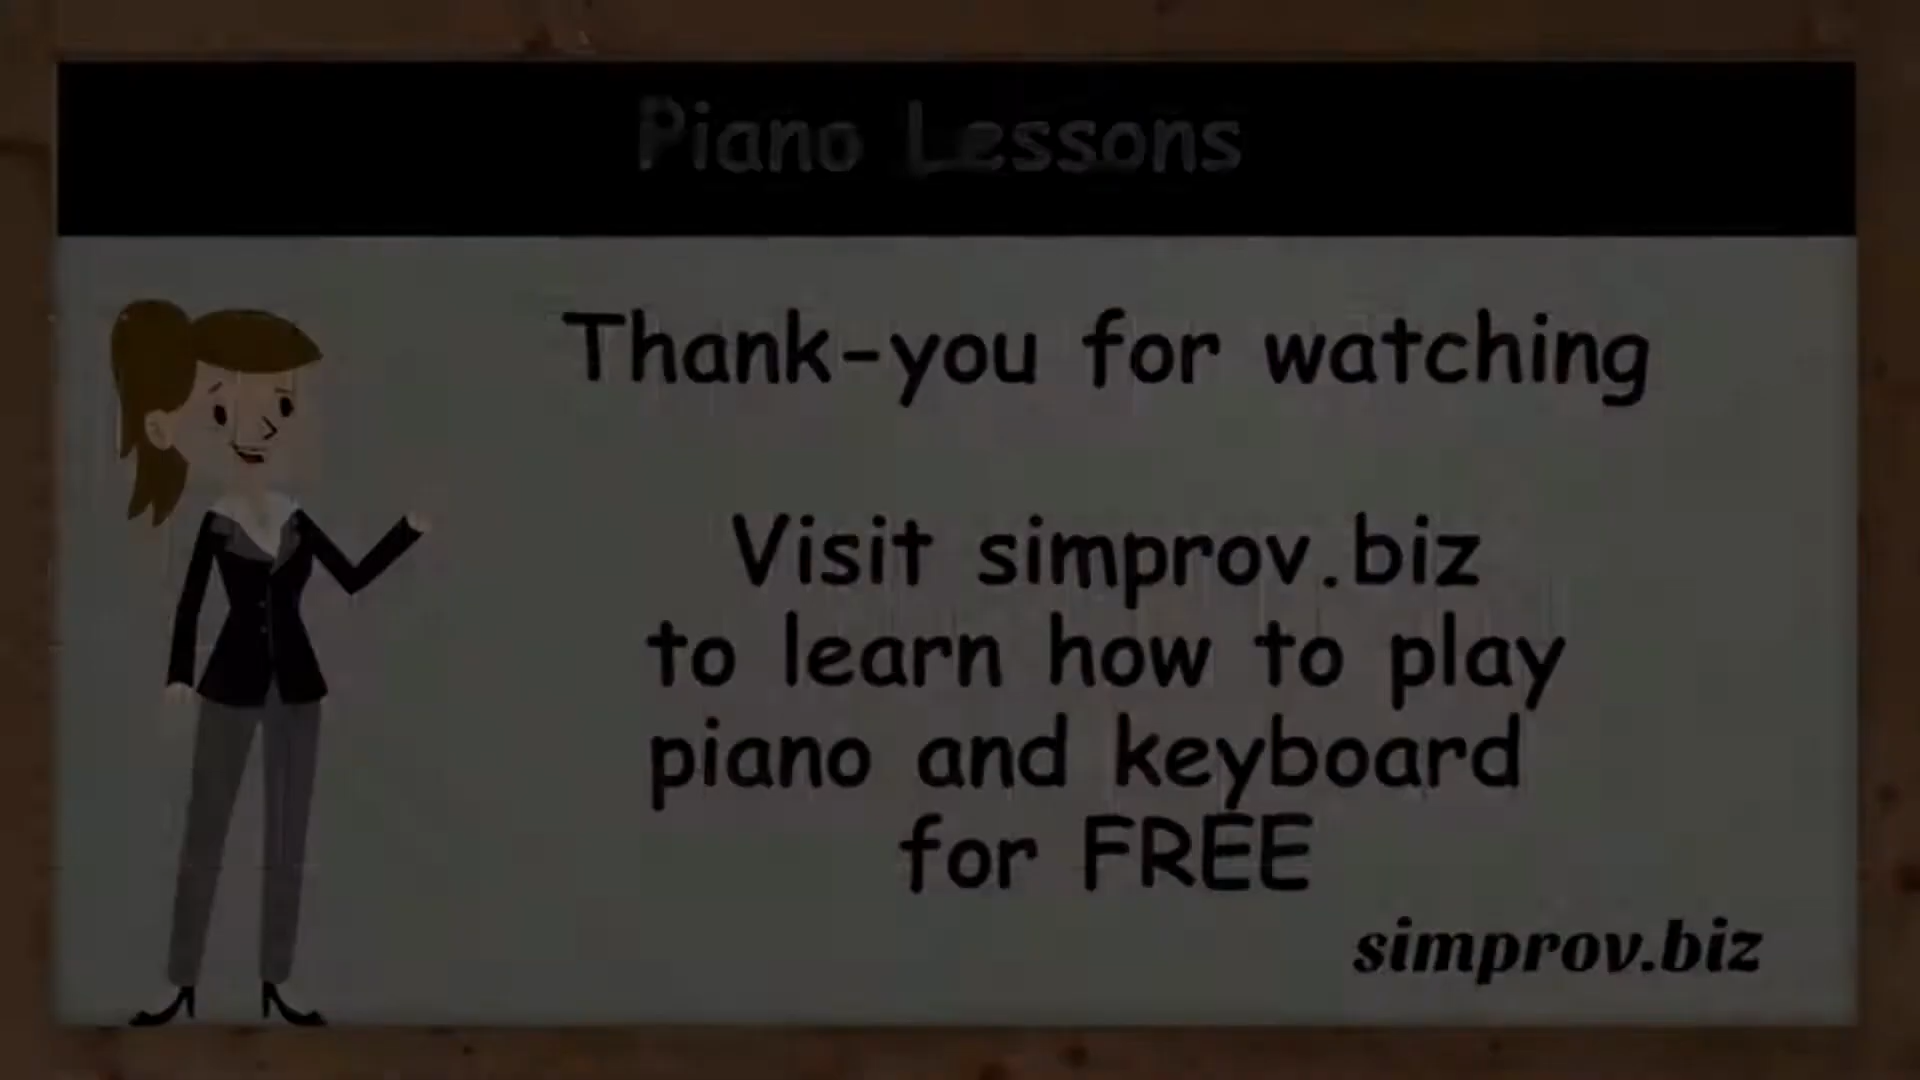 Piano Lessons
Thank-you for watching
Visit simprov.biz
to learn how to play
piano and keyboard
for FREE
simprov.biz